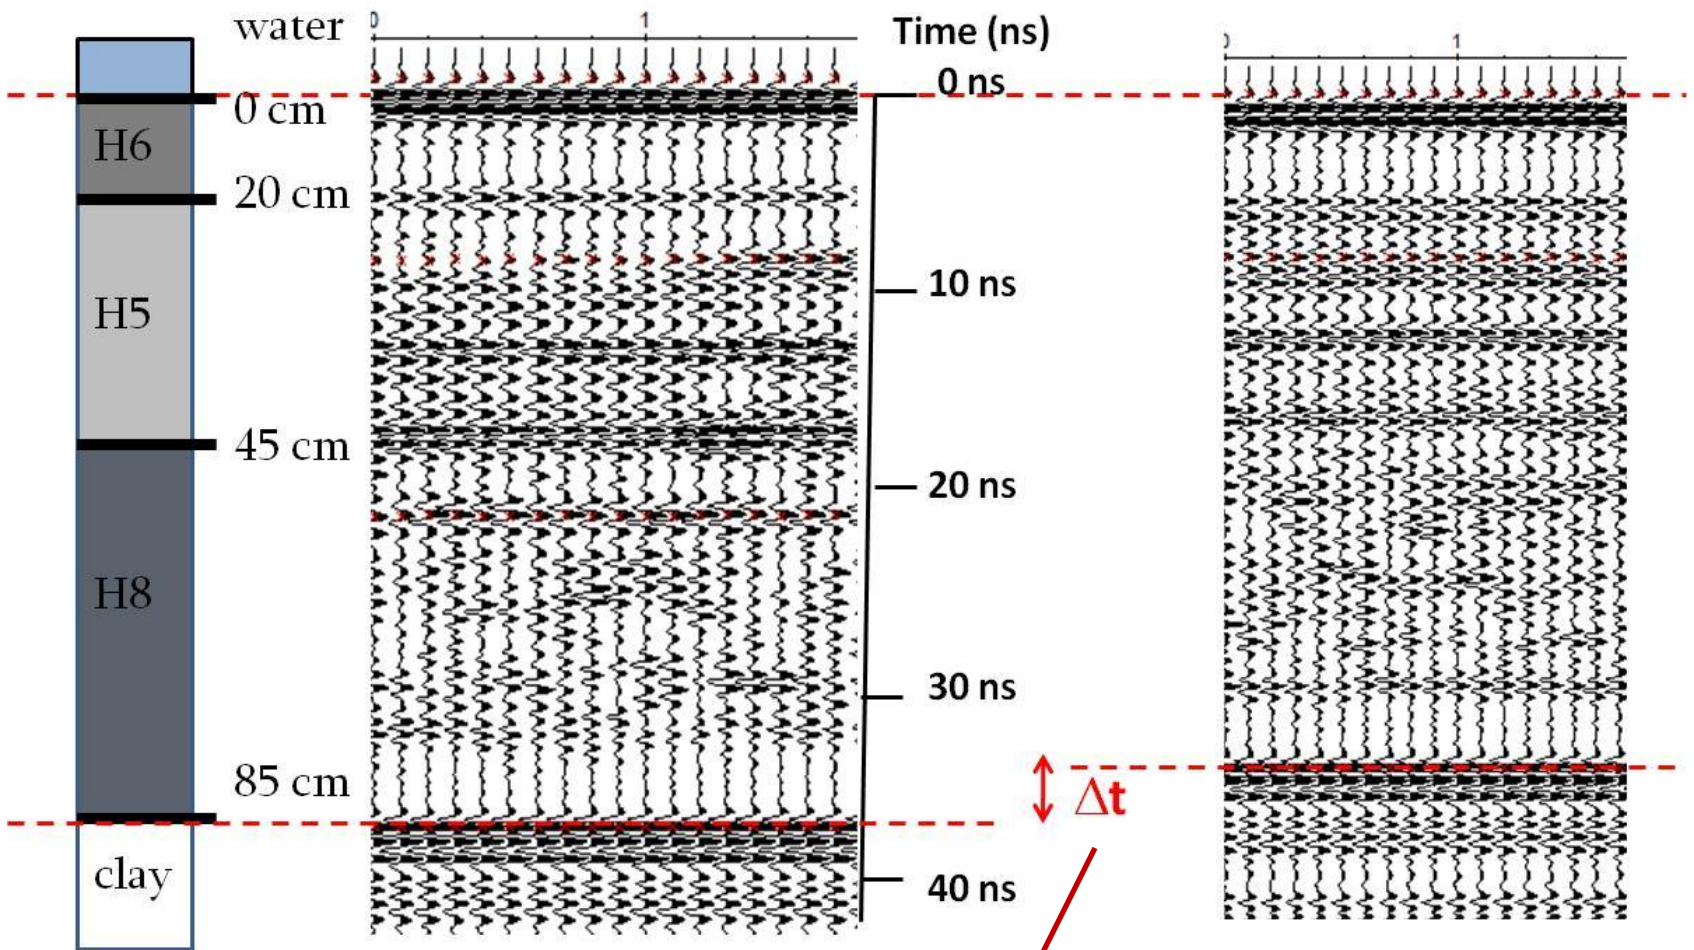 water
0 cm
H6
20 cm
H5
45 cm
H8
85 cm
clay
0
1
Time (ns)
0 ns
10 ns
20 ns
30 ns
40 ns
Δt
0
1